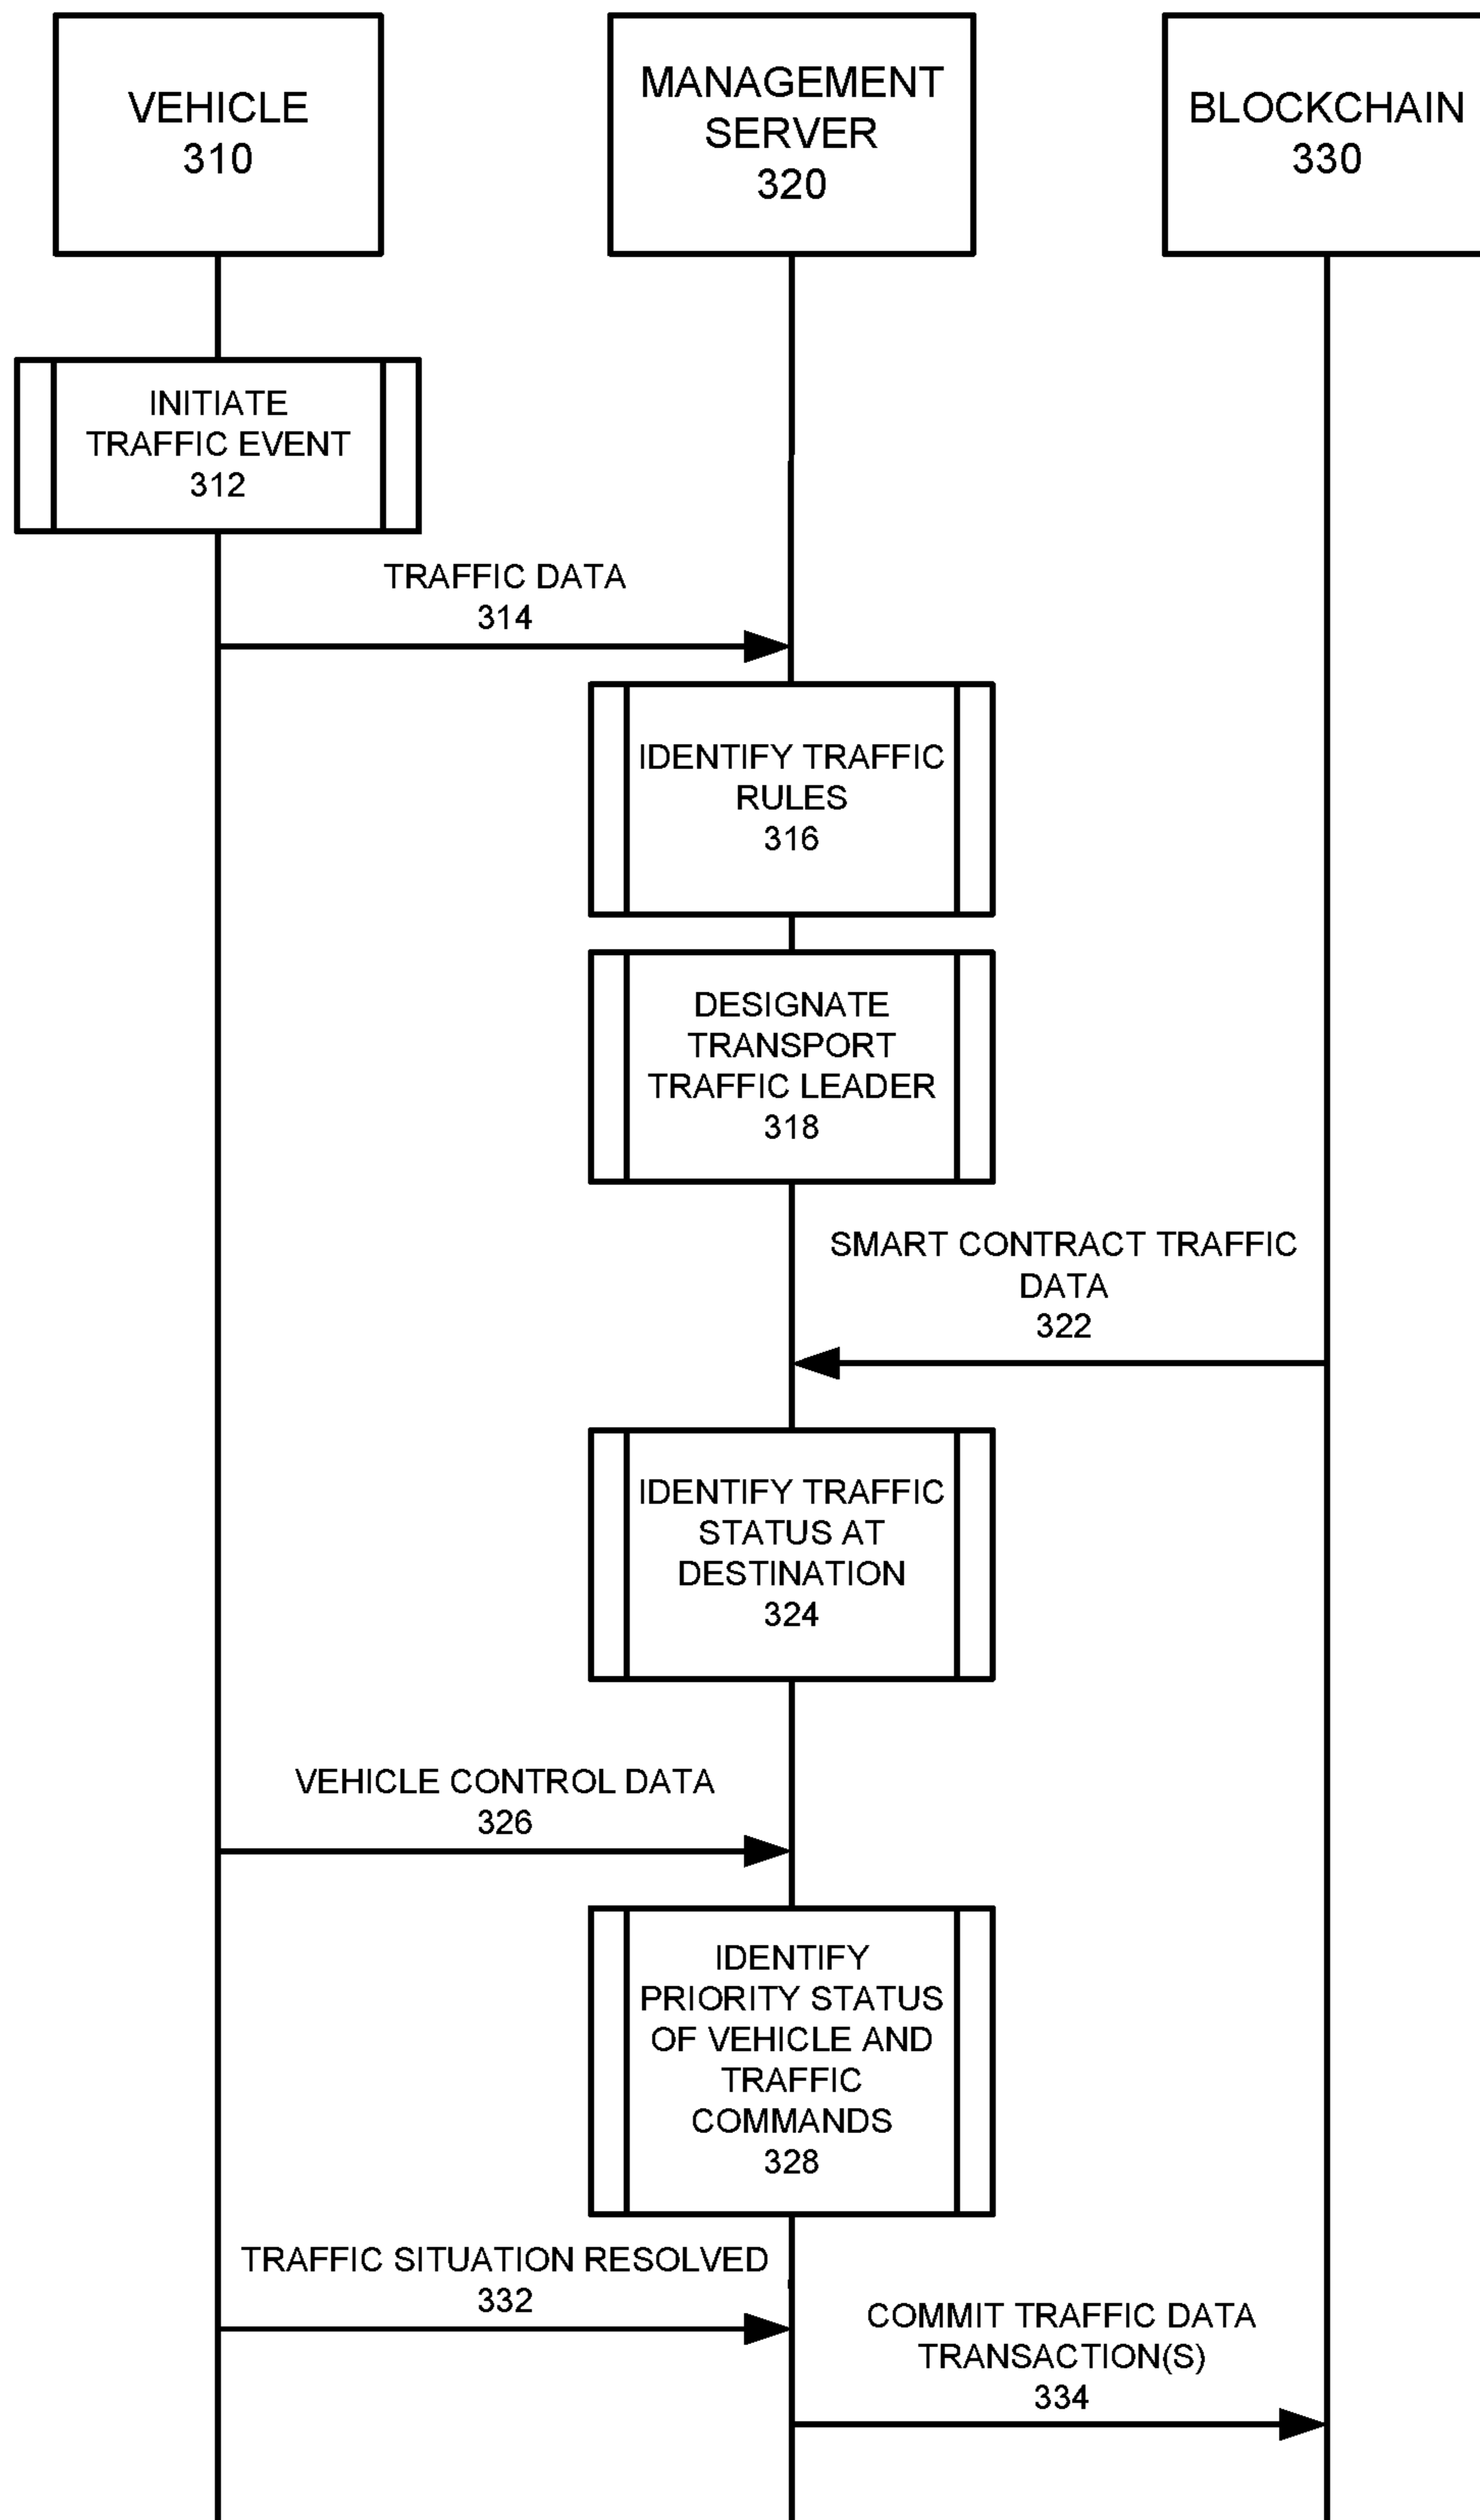 VEHICLE
310
MANAGEMENT
SERVER
320
BLOCKCHAIN
330
INITIATE
TRAFFIC EVENT
312
TRAFFIC DATA
314
IDENTIFY TRAFFIC
RULES
316
DESIGNATE
TRANSPORT
TRAFFIC LEADER
318
SMART CONTRACT TRAFFIC
DATA
322
IDENTIFY TRAFFIC
STATUS AT
DESTINATION
324
VEHICLE CONTROL DATA
326
IDENTIFY
PRIORITY STATUS
OF VEHICLE AND
TRAFFIC
COMMANDS
328
TRAFFIC SITUATION RESOLVED
332
COMMIT TRAFFIC DATA
TRANSACTION(S)
334